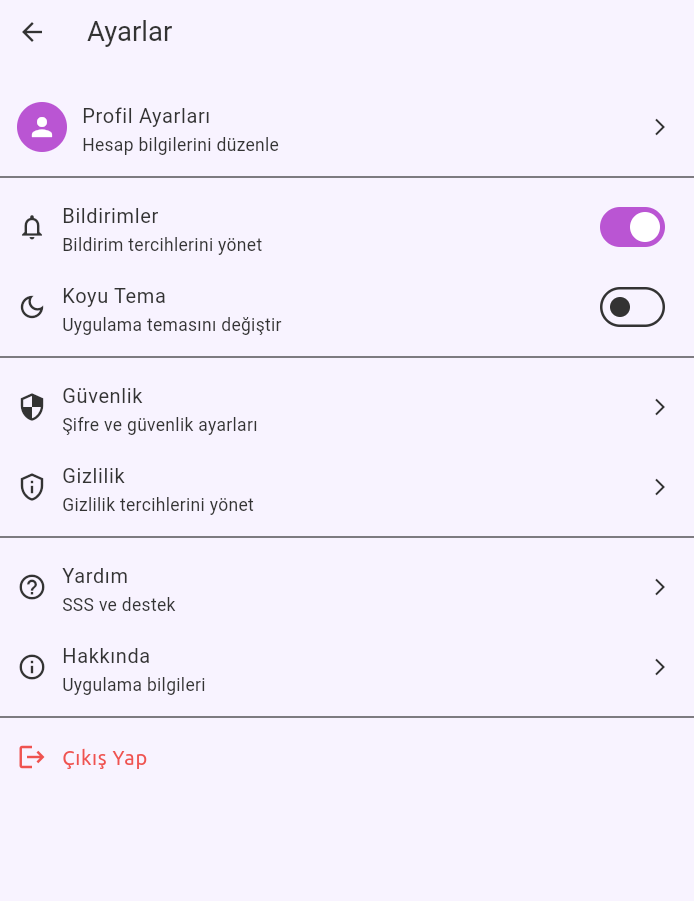 Ayarlar
Profil Ayarları
Hesap bilgilerini düzenle
Bildirimler
Bildirim tercihlerini yönet
Koyu Tema
Uygulama temasını değiştir
Güvenlik
Şifre ve güvenlik ayarları
Gizlilik
Gizlilik tercihlerini yönet
Yardım
SSS ve destek
Hakkında
Uygulama bilgileri
Çıkış Yap